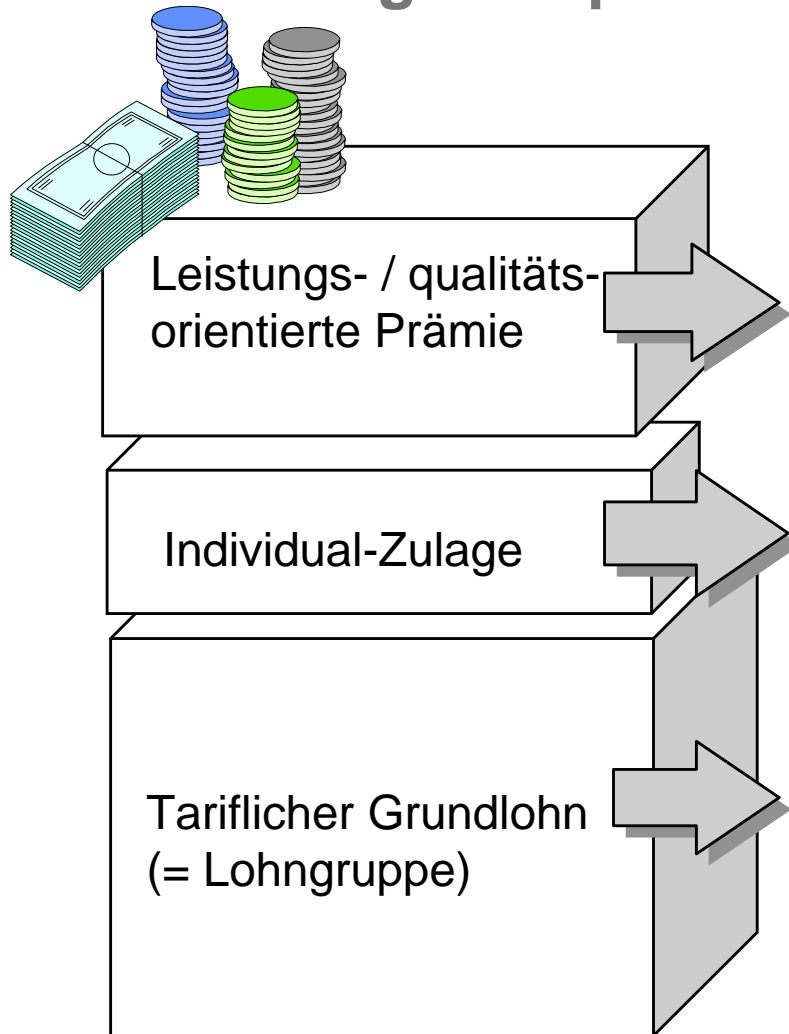 Leistungs- / qualitäts-
orientierte Prämie
Individual-Zulage
Tariflicher Grundlohn
(= Lohngruppe)